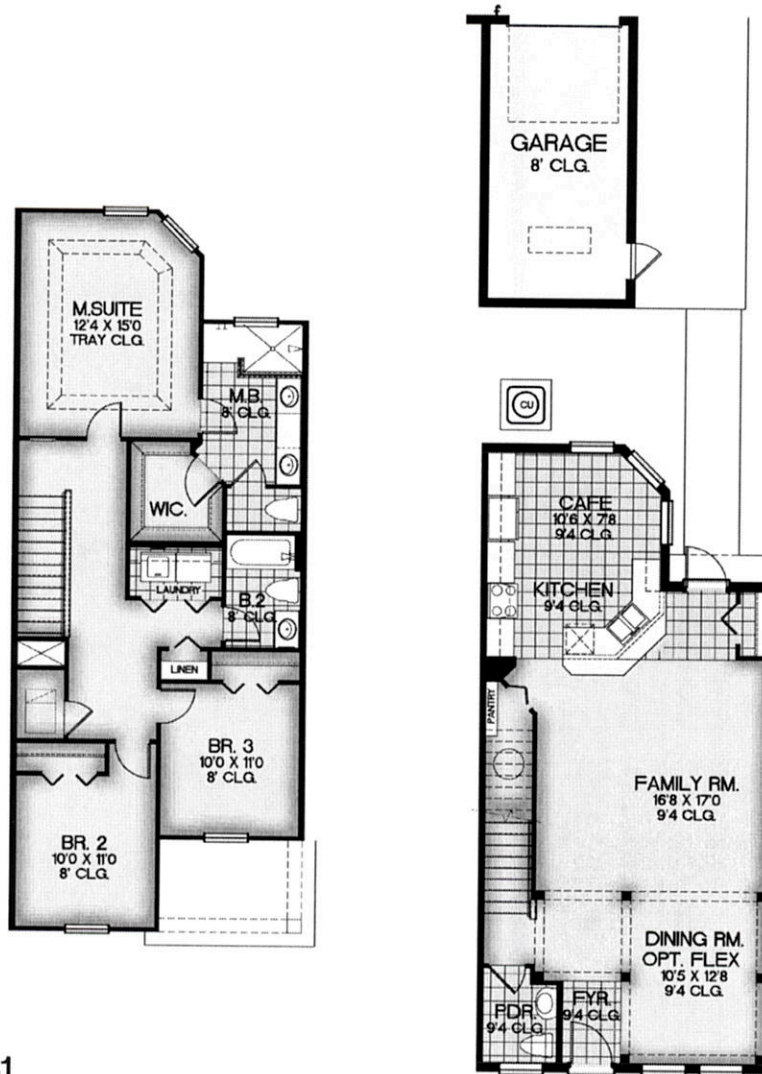 GARAGE
8' CLG.
M.SUITE
12'4 X 15'0
TRAY CLG.
M.B.
8' CLG.
WIC.
LAUNDRY
B.2
8' CLG.
LINEN
BR. 3
10'0 X 11'0
8' CLG.
BR. 2
10'0 X 11'0
8' CLG.
CU
CAFE
10'6 X 7'8
9'4 CLG.
KITCHEN
9'4 CLG.
PANTRY
FAMILY RM.
16'8 X 17'0
9'4 CLG.
DINING RM.
OPT. FLEX
10'5 X 12'8
9'4 CLG.
PDR.
9'4 CLG.
FYR.
9'4 CLG.